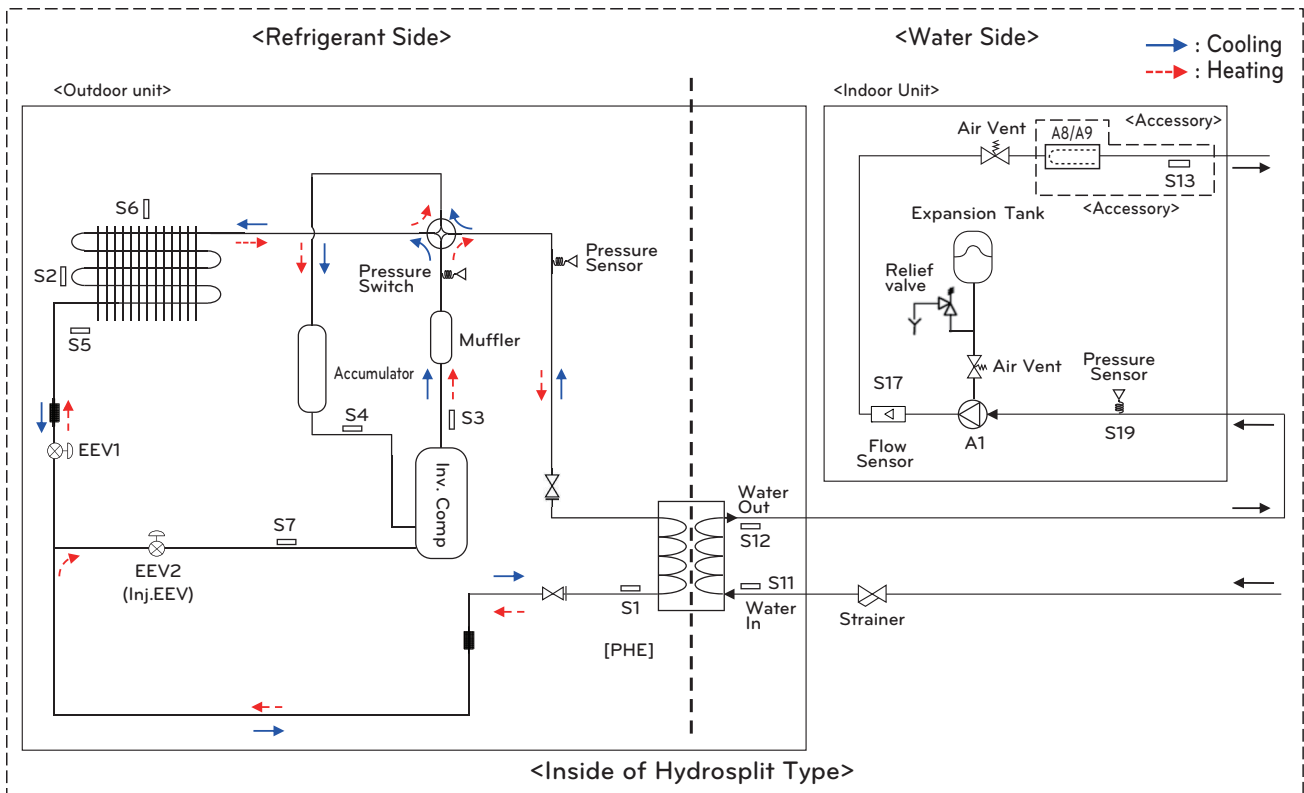 <Refrigerant Side>
<Water Side>
: Cooling
: Heating
<Outdoor unit>
<Indoor Unit>
Air Vent
A8/A9
<Accessory>
S13
<Accessory>
S6
S2
S5
Pressure
Switch
Pressure
Sensor
Expansion Tank
Relief
valve
Muffler
Accumulator
Air Vent
Pressure
Sensor
S17
S4
S3
EEV1
Flow
Sensor
A1
S19
Inv. Comp
Water
Out
S12
S7
EEV2
(Inj.EEV)
S11
S1
Water
In
Strainer
[PHE]
<Inside of Hydrosplit Type>